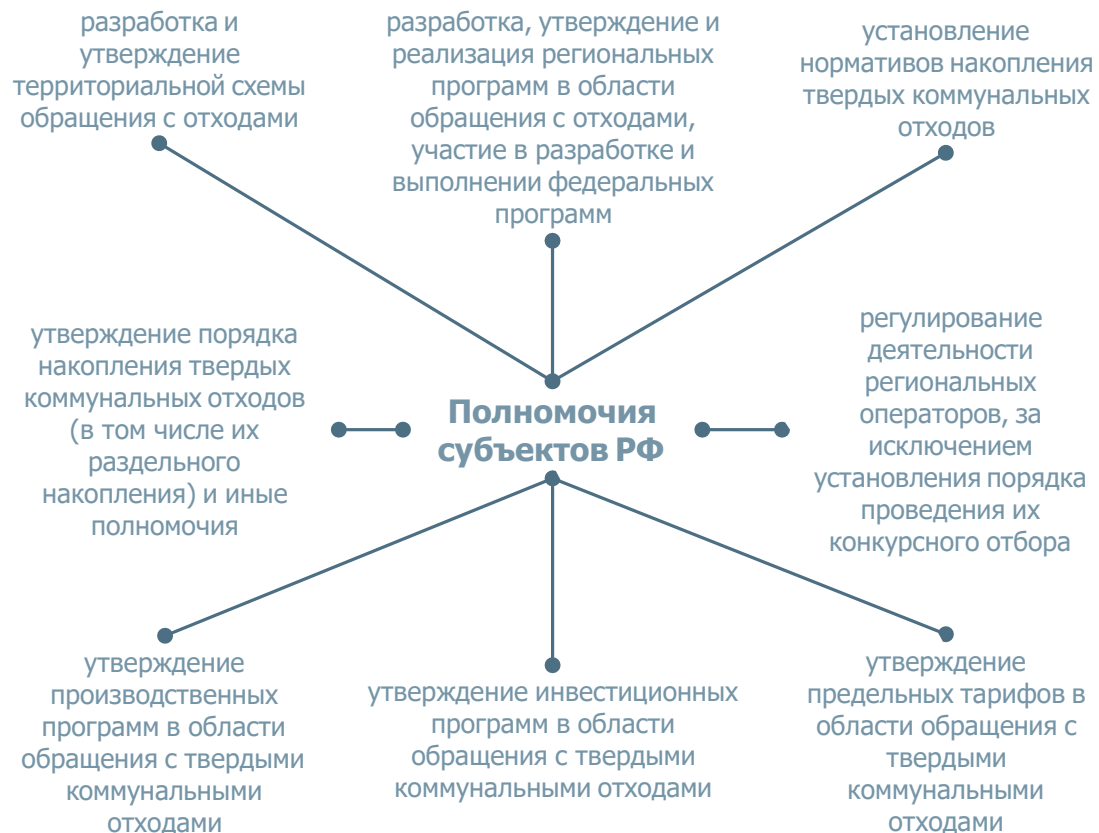 разработка и
утверждение
территориальной схемы
обращения с отходами
разработка, утверждение и
реализация региональных
программ в области
обращения с отходами,
участие в разработке и
выполнении федеральных
программ
установление
нормативов накопления
твердых коммунальных
отходов
утверждение порядка
накопления твердых
коммунальных отходов
(в том числе их
раздельного
накопления) и иные
полномочия
Полномочия
субъектов РФ
регулирование
деятельности
региональных
операторов, за
исключением
установления порядка
проведения их
конкурсного отбора
утверждение
производственных
программ в области
обращения с твердыми
коммунальными
отходами
утверждение инвестиционных
программ в области
обращения с твердыми
коммунальными отходами
утверждение
предельных тарифов в
области обращения с
твердыми
коммунальными
отходами